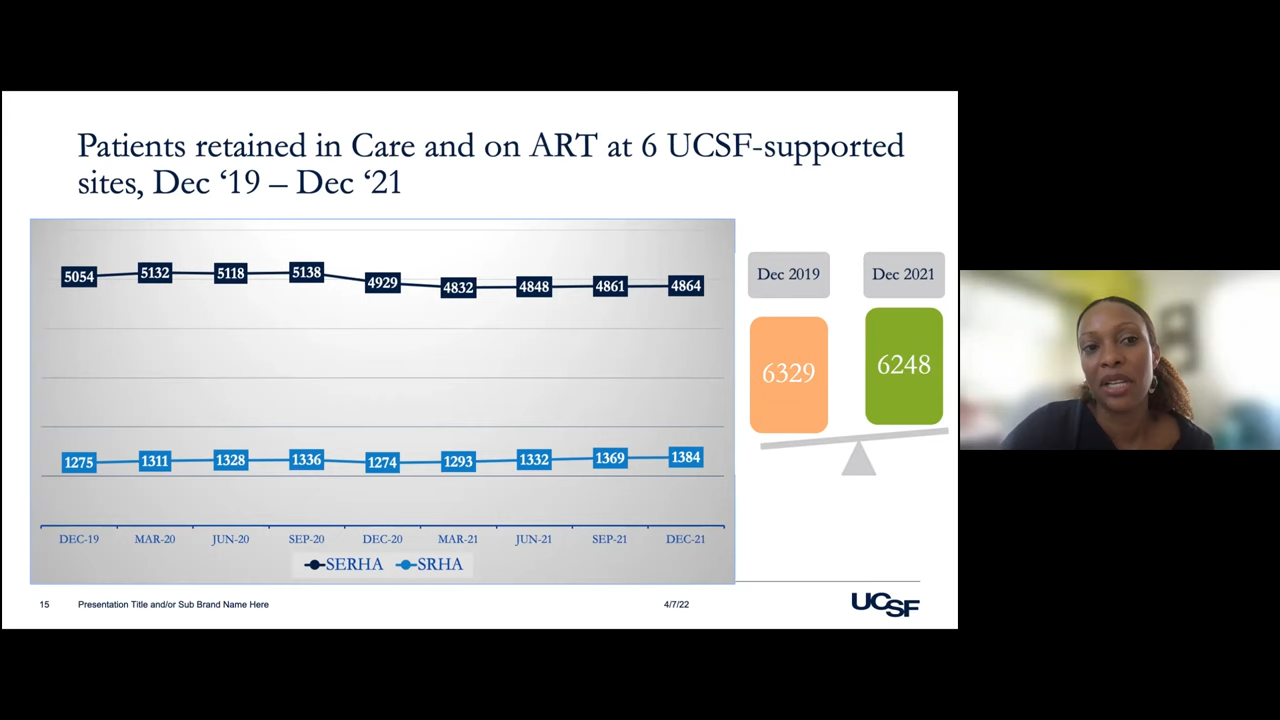 Patients retained in Care and on ART at 6 UCSF-supported
sites, Dec ‘19 – Dec ‘21
5054 5132 5118 5138 4929 4832 4848 4861 4864
1275 1311 1328 1336 1274 1293 1332 1369 1384
DEC-19 MAR-20 JUN-20 SEP-20 DEC-20 MAR-21 JUN-21 SEP-21 DEC-21
SERHA SRHA
Dec 2019 Dec 2021
6329 6248
15 Presentation Title and/or Sub Brand Name Here 4/7/22
UCSF